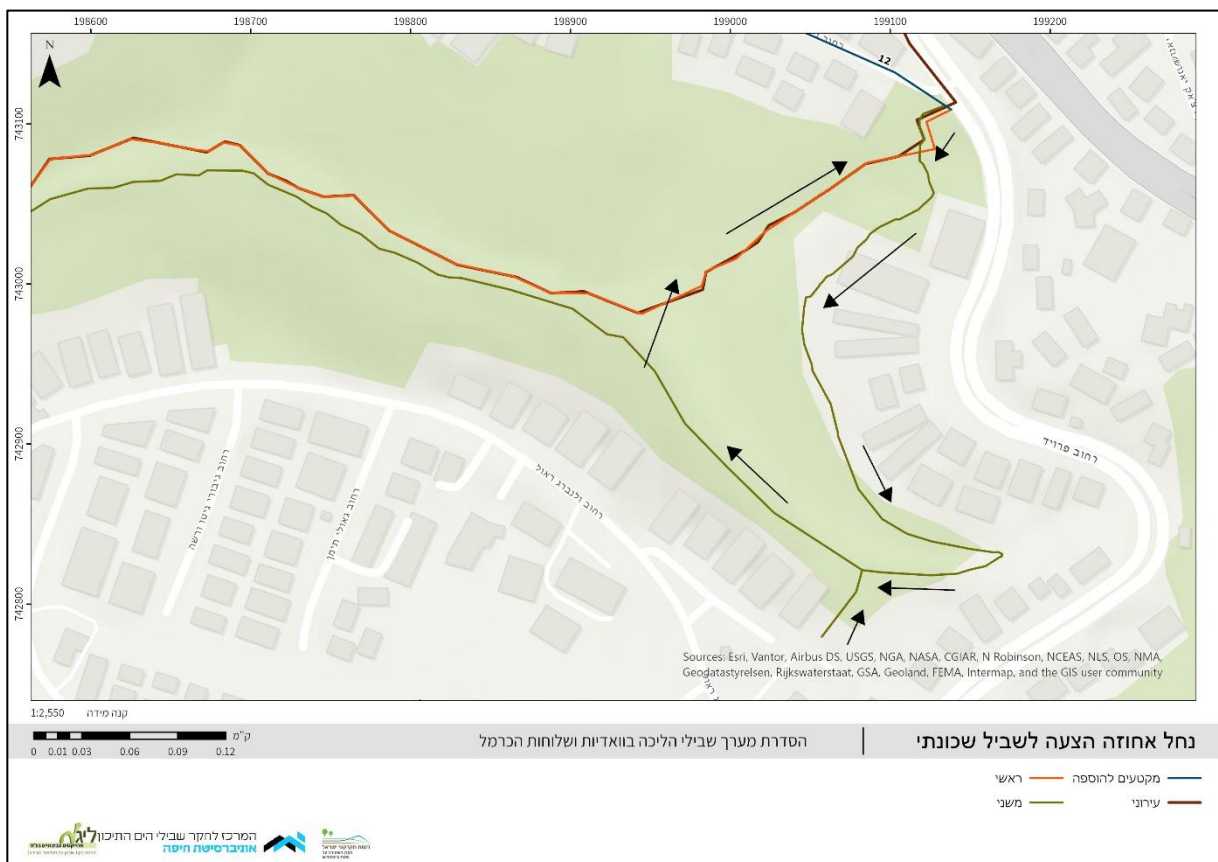 198600 198700 198800 198900 199000 199100 199200
N
12
743100
743000
742900
742800
רחוב פרויד
רחוב ולנברג ראול
רחוב גיבורי גיטו ורשה
רחוב גאולי תימן
Sources: Esri, Vantor, Airbus DS, USGS, NGA, NASA, CGIAR, N Robinson, NCEAS, NLS, OS, NMA,
Geodatastyrelsen, Rijkswaterstaat, GSA, Geoland, FEMA, Intermap, and the GIS user community
קנה מידה 1:2,550
ק"מ
0 0.01 0.03 0.06 0.09 0.12
נחל אחוזה הצעה לשביל שכונתי
הסדרת מערך שבילי הליכה בוואדיות ושלוחות הכרמל
מקטעים להוספה
ראשי
עירוני
משני
המרכז לחקר שבילי הים התיכון
אוניברסיטת חיפה